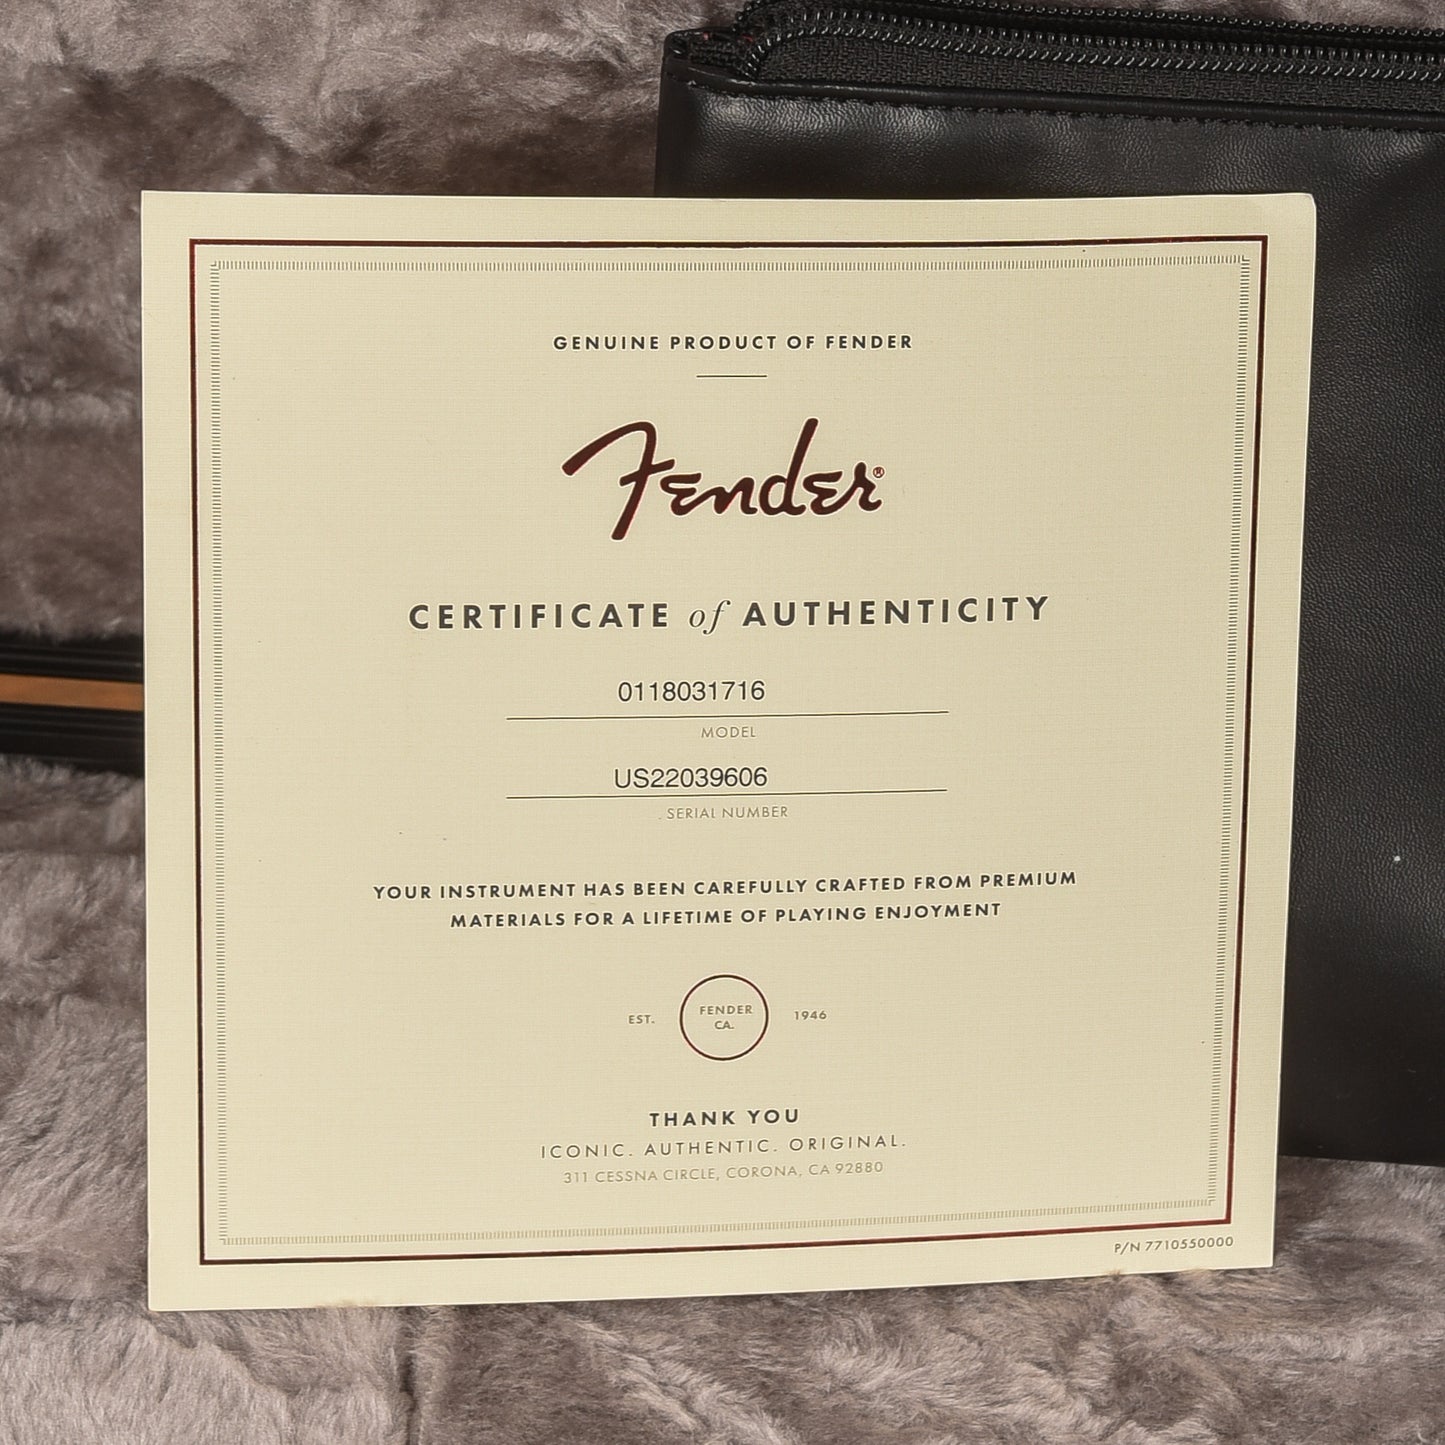 GENUINE PRODUCT OF FENDER
Fender®
CERTIFICATE of AUTHENTICITY
0118031716
MODEL
US22039606
SERIAL NUMBER
YOUR INSTRUMENT HAS BEEN CAREFULLY CRAFTED FROM PREMIUM
MATERIALS FOR A LIFETIME OF PLAYING ENJOYMENT
EST. FENDER CA. 1946
THANK YOU
ICONIC. AUTHENTIC. ORIGINAL.
311 CESSNA CIRCLE, CORONA, CA 92880
P/N 7710550000